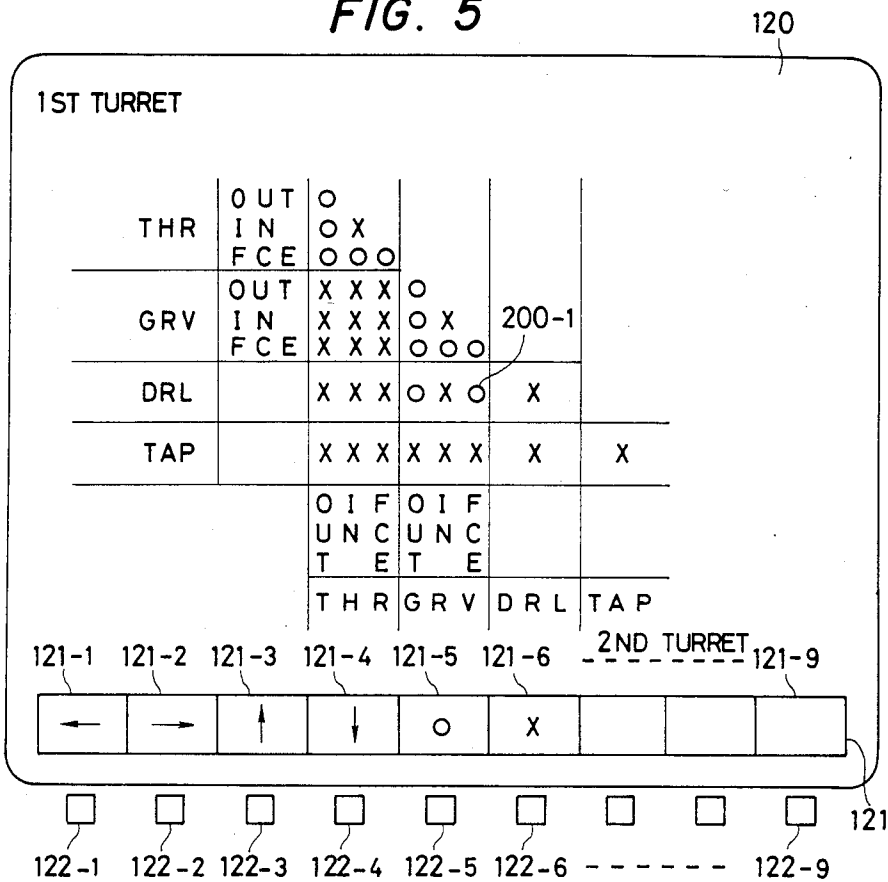 FIG. 5
120
1ST TURRET
THR OUT O
IN O X
FCE O O O
GRV OUT X X X O
IN X X X O X 200-1
FCE X X X O O O
DRL X X X O X O X
TAP X X X X X X X X
O I F O I F
U N C U N C
T E T E
THR GRV DRL TAP
2ND TURRET
121-1 121-2 121-3 121-4 121-5 121-6 - - - - - - - 121-9
← → ↑ ↓ O X
121
122-1 122-2 122-3 122-4 122-5 122-6 - - - - - - 122-9